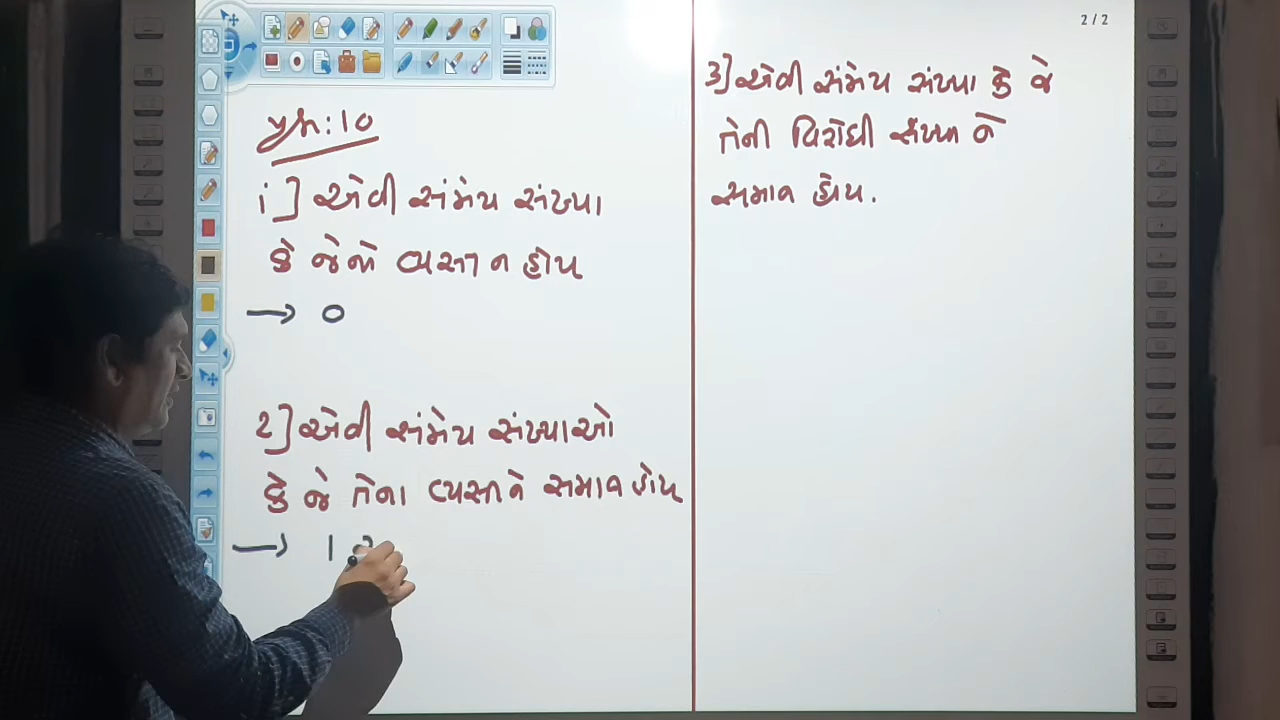 પ્રશ્ન:10
1] એવી સંમેય સંખ્યા
કે જેનો વ્યસ્ત ન હોય
→ 0
2] એવી સંમેય સંખ્યાઓ
કે જે તેના વ્યસ્તને સમાન હોય
→ 1
2/2
3] એવી સંમેય સંખ્યા કે જે
તેની વિરોધી સંખ્યા ને
સમાન હોય.